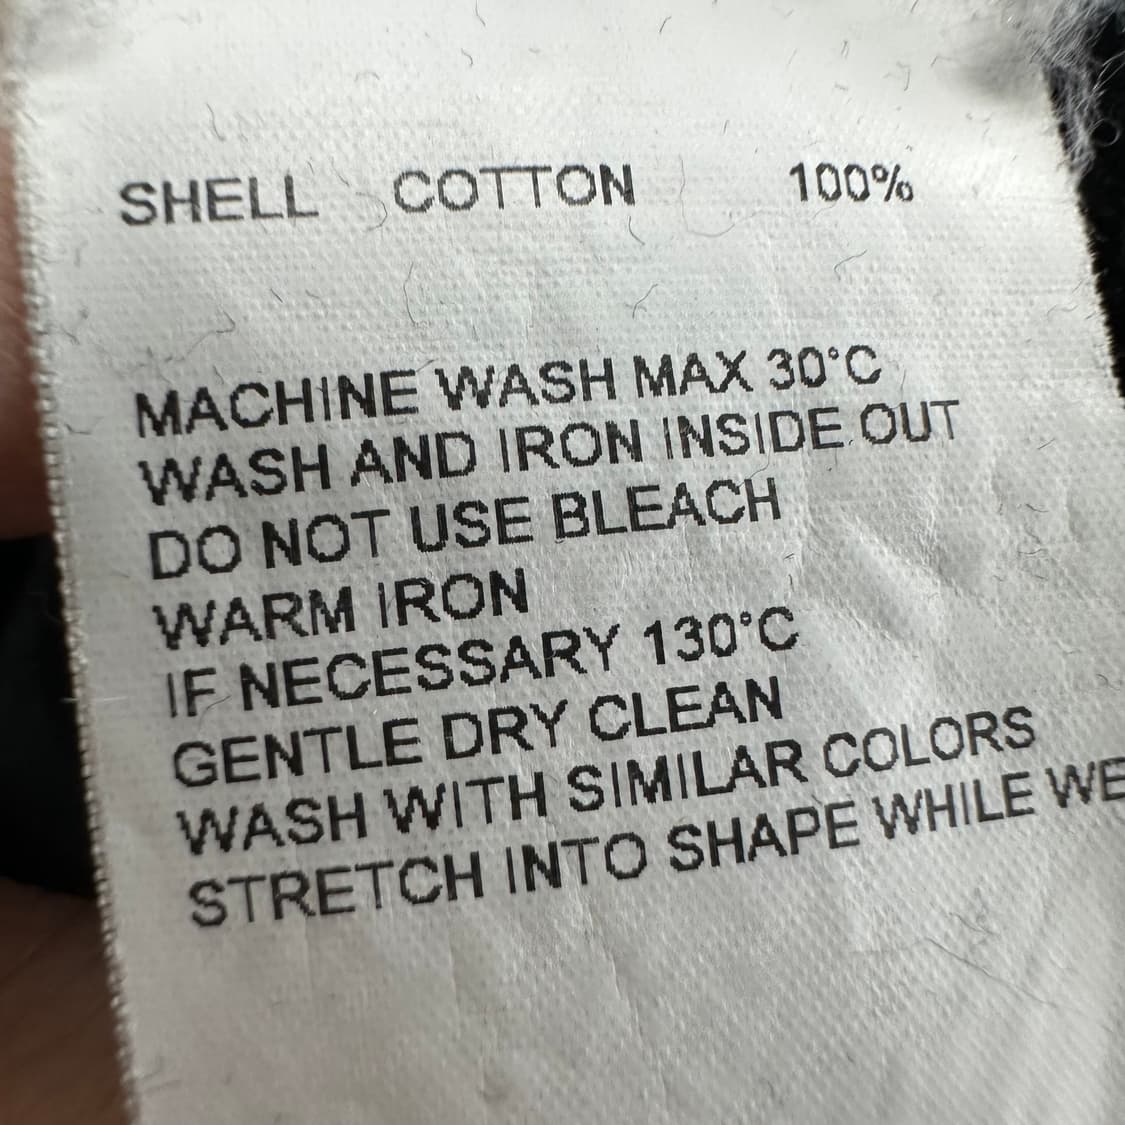 SHELL COTTON 100%
MACHINE WASH MAX 30°C
WASH AND IRON INSIDE OUT
DO NOT USE BLEACH
WARM IRON
IF NECESSARY 130°C
GENTLE DRY CLEAN
WASH WITH SIMILAR COLORS
STRETCH INTO SHAPE WHILE WE